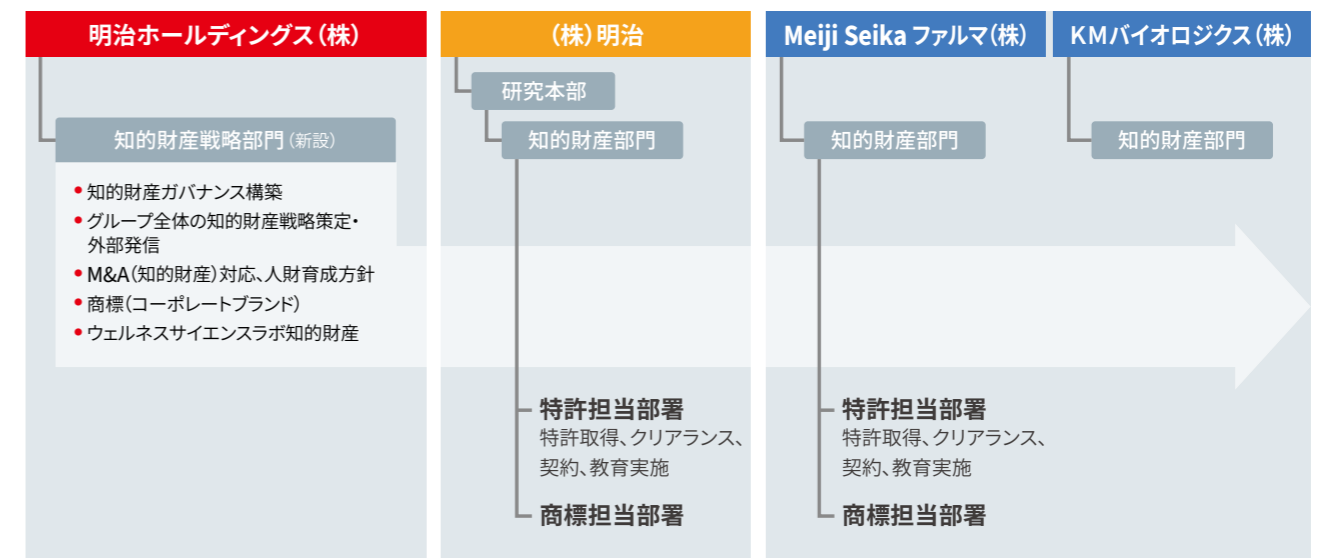 明治ホールディングス（株）
知的財産戦略部門（新設）
• 知的財産ガバナンス構築
• グループ全体の知的財産戦略策定・
外部発信
• M&A（知的財産）対応、人財育成方針
• 商標（コーポレートブランド）
• ウェルネスサイエンスラボ知的財産
（株）明治
研究本部
知的財産部門
特許担当部署
特許取得、クリアランス、
契約、教育実施
商標担当部署
Meiji Seika ファルマ（株）
知的財産部門
特許担当部署
特許取得、クリアランス、
契約、教育実施
商標担当部署
KMバイオロジクス（株）
知的財産部門